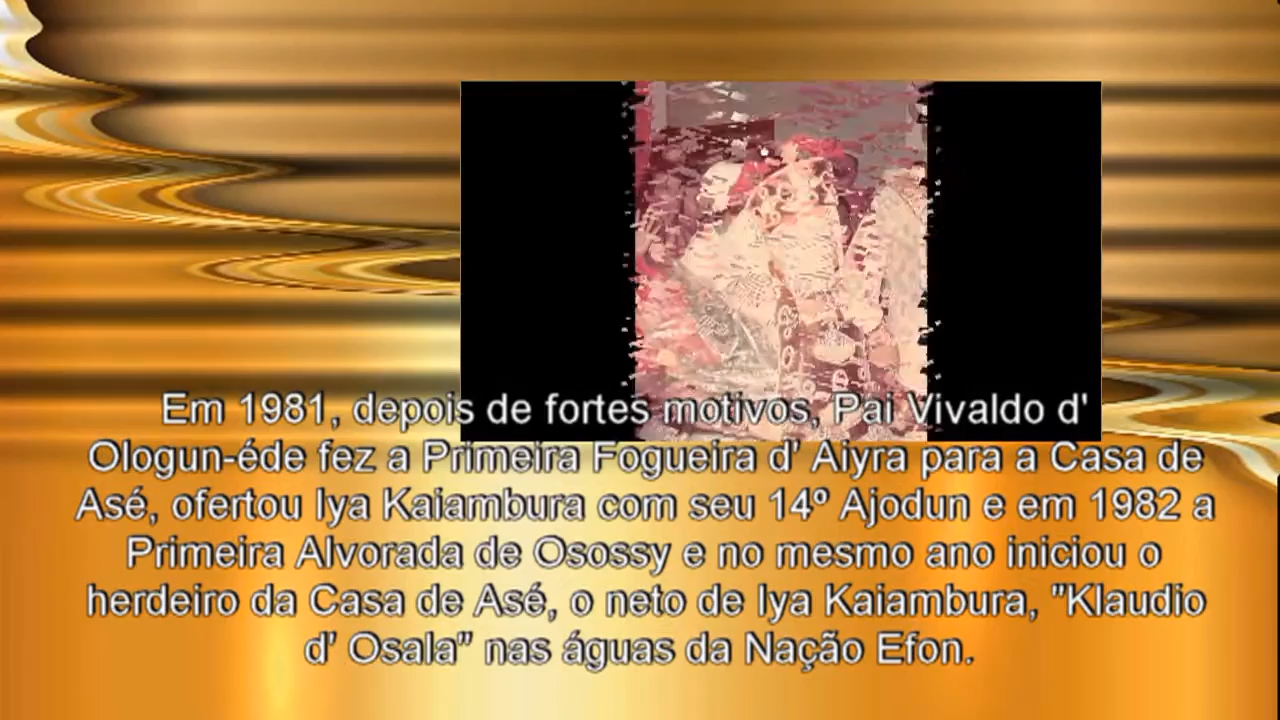 Em 1981, depois de fortes motivos, Pai Vivaldo d'
Ologun-éde fez a Primeira Fogueira d' Aiyra para a Casa de
Asé, ofertou Iya Kaiambura com seu 14º Ajodun e em 1982 a
Primeira Alvorada de Osossy e no mesmo ano iniciou o
herdeiro da Casa de Asé, o neto de Iya Kaiambura, "Klaudio
d' Osala" nas águas da Nação Efon.